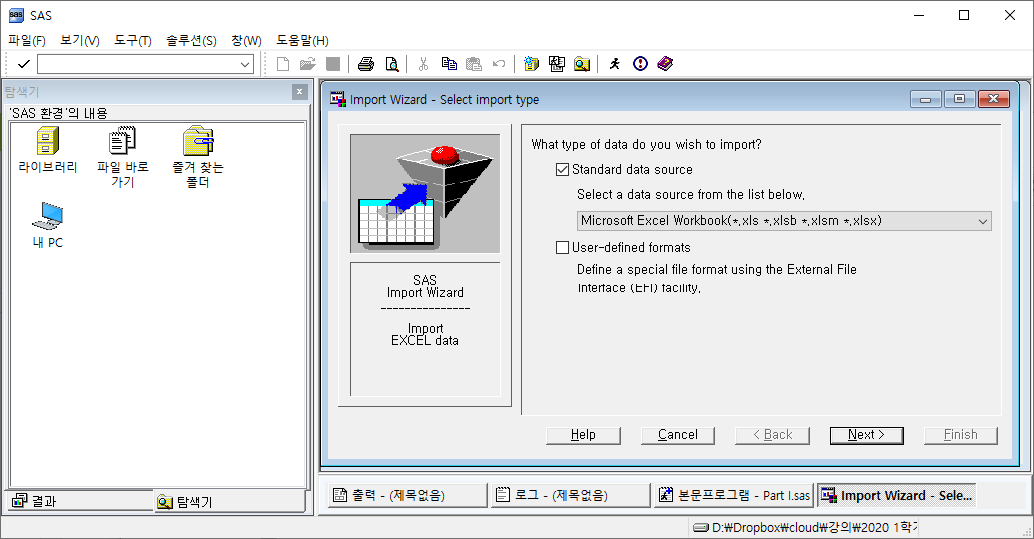 SAS
파일(F) 보기(V) 도구(T) 솔루션(S) 창(W) 도움말(H)
탐색기
'SAS 환경'의 내용
라이브러리
파일 바로
가기
즐겨 찾는
폴더
내 PC
결과
탐색기
Import Wizard - Select import type
SAS
Import Wizard
---------------
Import
EXCEL data
What type of data do you wish to import?
Standard data source
Select a data source from the list below.
Microsoft Excel Workbook(*.xls *.xlsb *.xlsm *.xlsx)
User-defined formats
Define a special file format using the External File
Interface (EFI) facility.
Help Cancel < Back Next > Finish
출력 - (제목없음) 로그 - (제목없음) 본문프로그램 - Part I.sas Import Wizard - Sele...
D:₩Dropbox₩cloud₩강의₩2020 1학기